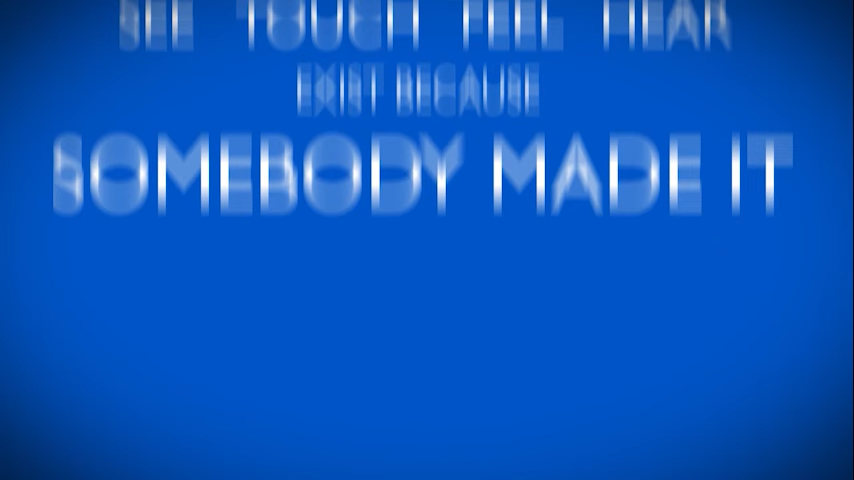 SEE TOUCH FEEL HEAR
EXIST BECAUSE
SOMEBODY MADE IT